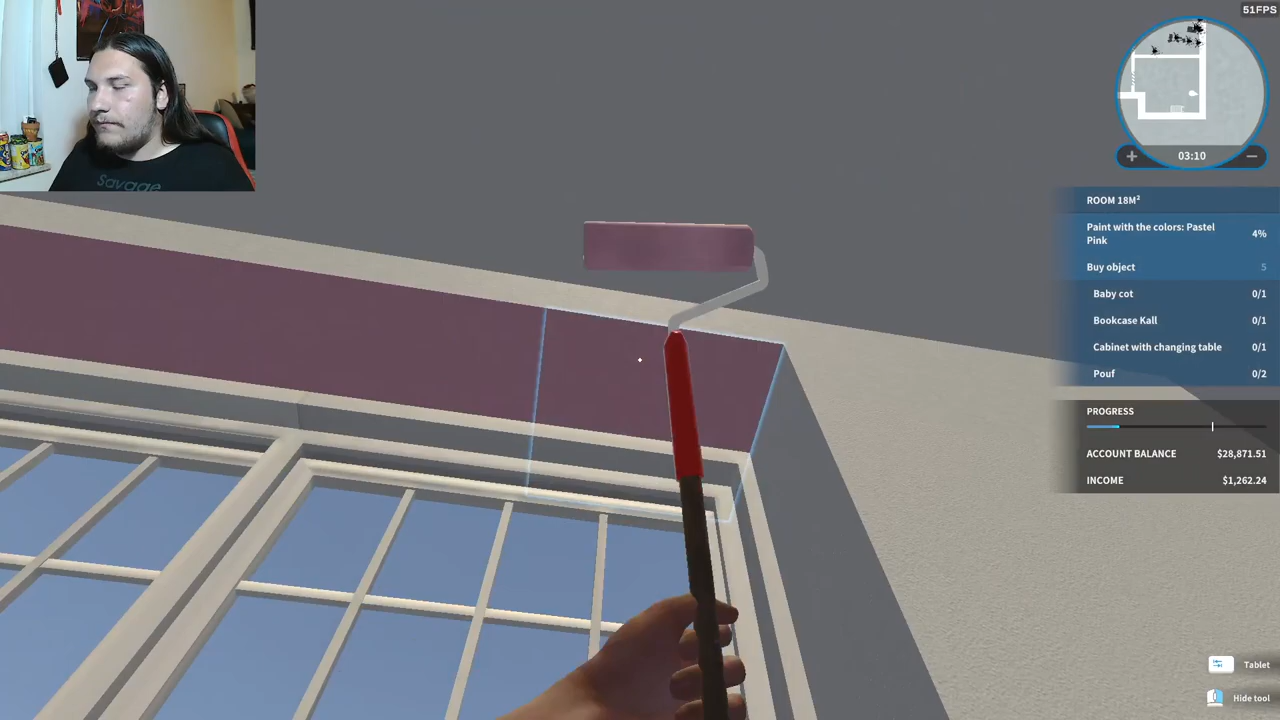 51FPS
Savage
03:10
ROOM 18M²
Paint with the colors: Pastel
Pink
4%
Buy object 5
Baby cot 0/1
Bookcase Kall 0/1
Cabinet with changing table 0/1
Pouf 0/2
PROGRESS
ACCOUNT BALANCE $28,871.51
INCOME $1,262.24
Tablet
Hide tool